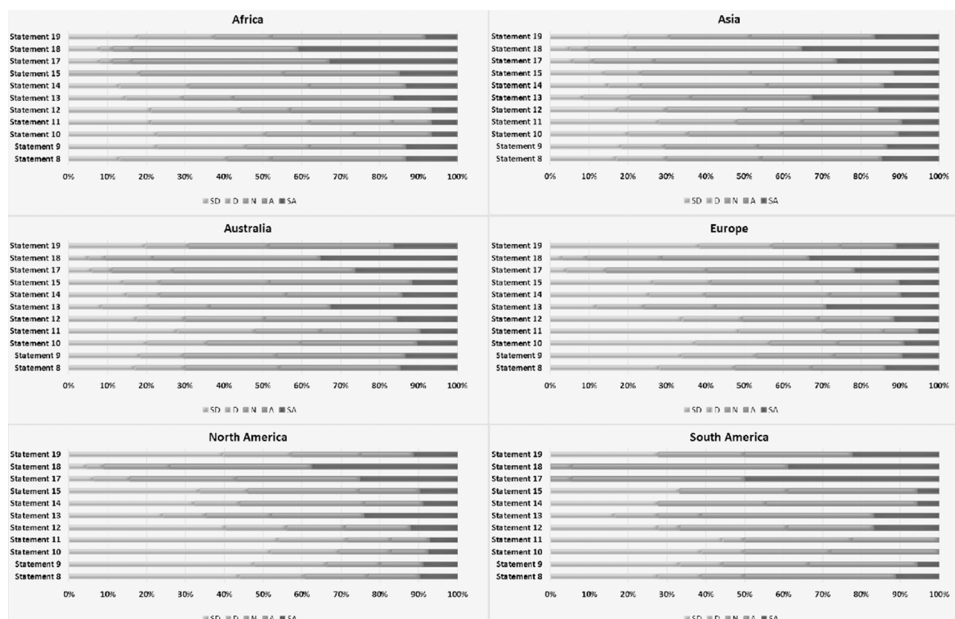 Africa
Statement 19
Statement 18
Statement 17
Statement 15
Statement 14
Statement 13
Statement 12
Statement 11
Statement 10
Statement 9
Statement 8
0% 10% 20% 30% 40% 50% 60% 70% 80% 90% 100%
SD D N A SA
Asia
Statement 19
Statement 18
Statement 17
Statement 15
Statement 14
Statement 13
Statement 12
Statement 11
Statement 10
Statement 9
Statement 8
0% 10% 20% 30% 40% 50% 60% 70% 80% 90% 100%
SD D N A SA
Australia
Statement 19
Statement 18
Statement 17
Statement 15
Statement 14
Statement 13
Statement 12
Statement 11
Statement 10
Statement 9
Statement 8
0% 10% 20% 30% 40% 50% 60% 70% 80% 90% 100%
SD D N A SA
Europe
Statement 19
Statement 18
Statement 17
Statement 15
Statement 14
Statement 13
Statement 12
Statement 11
Statement 10
Statement 9
Statement 8
0% 10% 20% 30% 40% 50% 60% 70% 80% 90% 100%
SD D N A SA
North America
Statement 19
Statement 18
Statement 17
Statement 15
Statement 14
Statement 13
Statement 12
Statement 11
Statement 10
Statement 9
Statement 8
0% 10% 20% 30% 40% 50% 60% 70% 80% 90% 100%
SD D N A SA
South America
Statement 19
Statement 18
Statement 17
Statement 15
Statement 14
Statement 13
Statement 12
Statement 11
Statement 10
Statement 9
Statement 8
0% 10% 20% 30% 40% 50% 60% 70% 80% 90% 100%
SD D N A SA